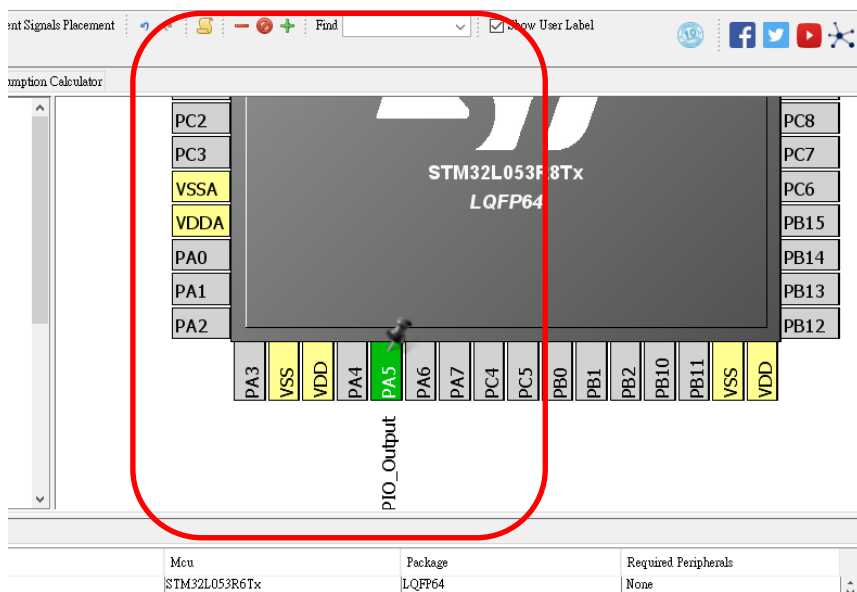 ent Signals Placement
Find
Show User Label
10
umption Calculator
PC2
PC3
VSSA
VDDA
PA0
PA1
PA2
STM32L053R8Tx
LQFP64
PC8
PC7
PC6
PB15
PB14
PB13
PB12
PA3
VSS
VDD
PA4
PA5
PA6
PA7
PC4
PC5
PB0
PB1
PB2
PB10
PB11
VSS
VDD
PIO_Output
Mcu Package Required Peripherals
STM32L053R6Tx LQFP64 None